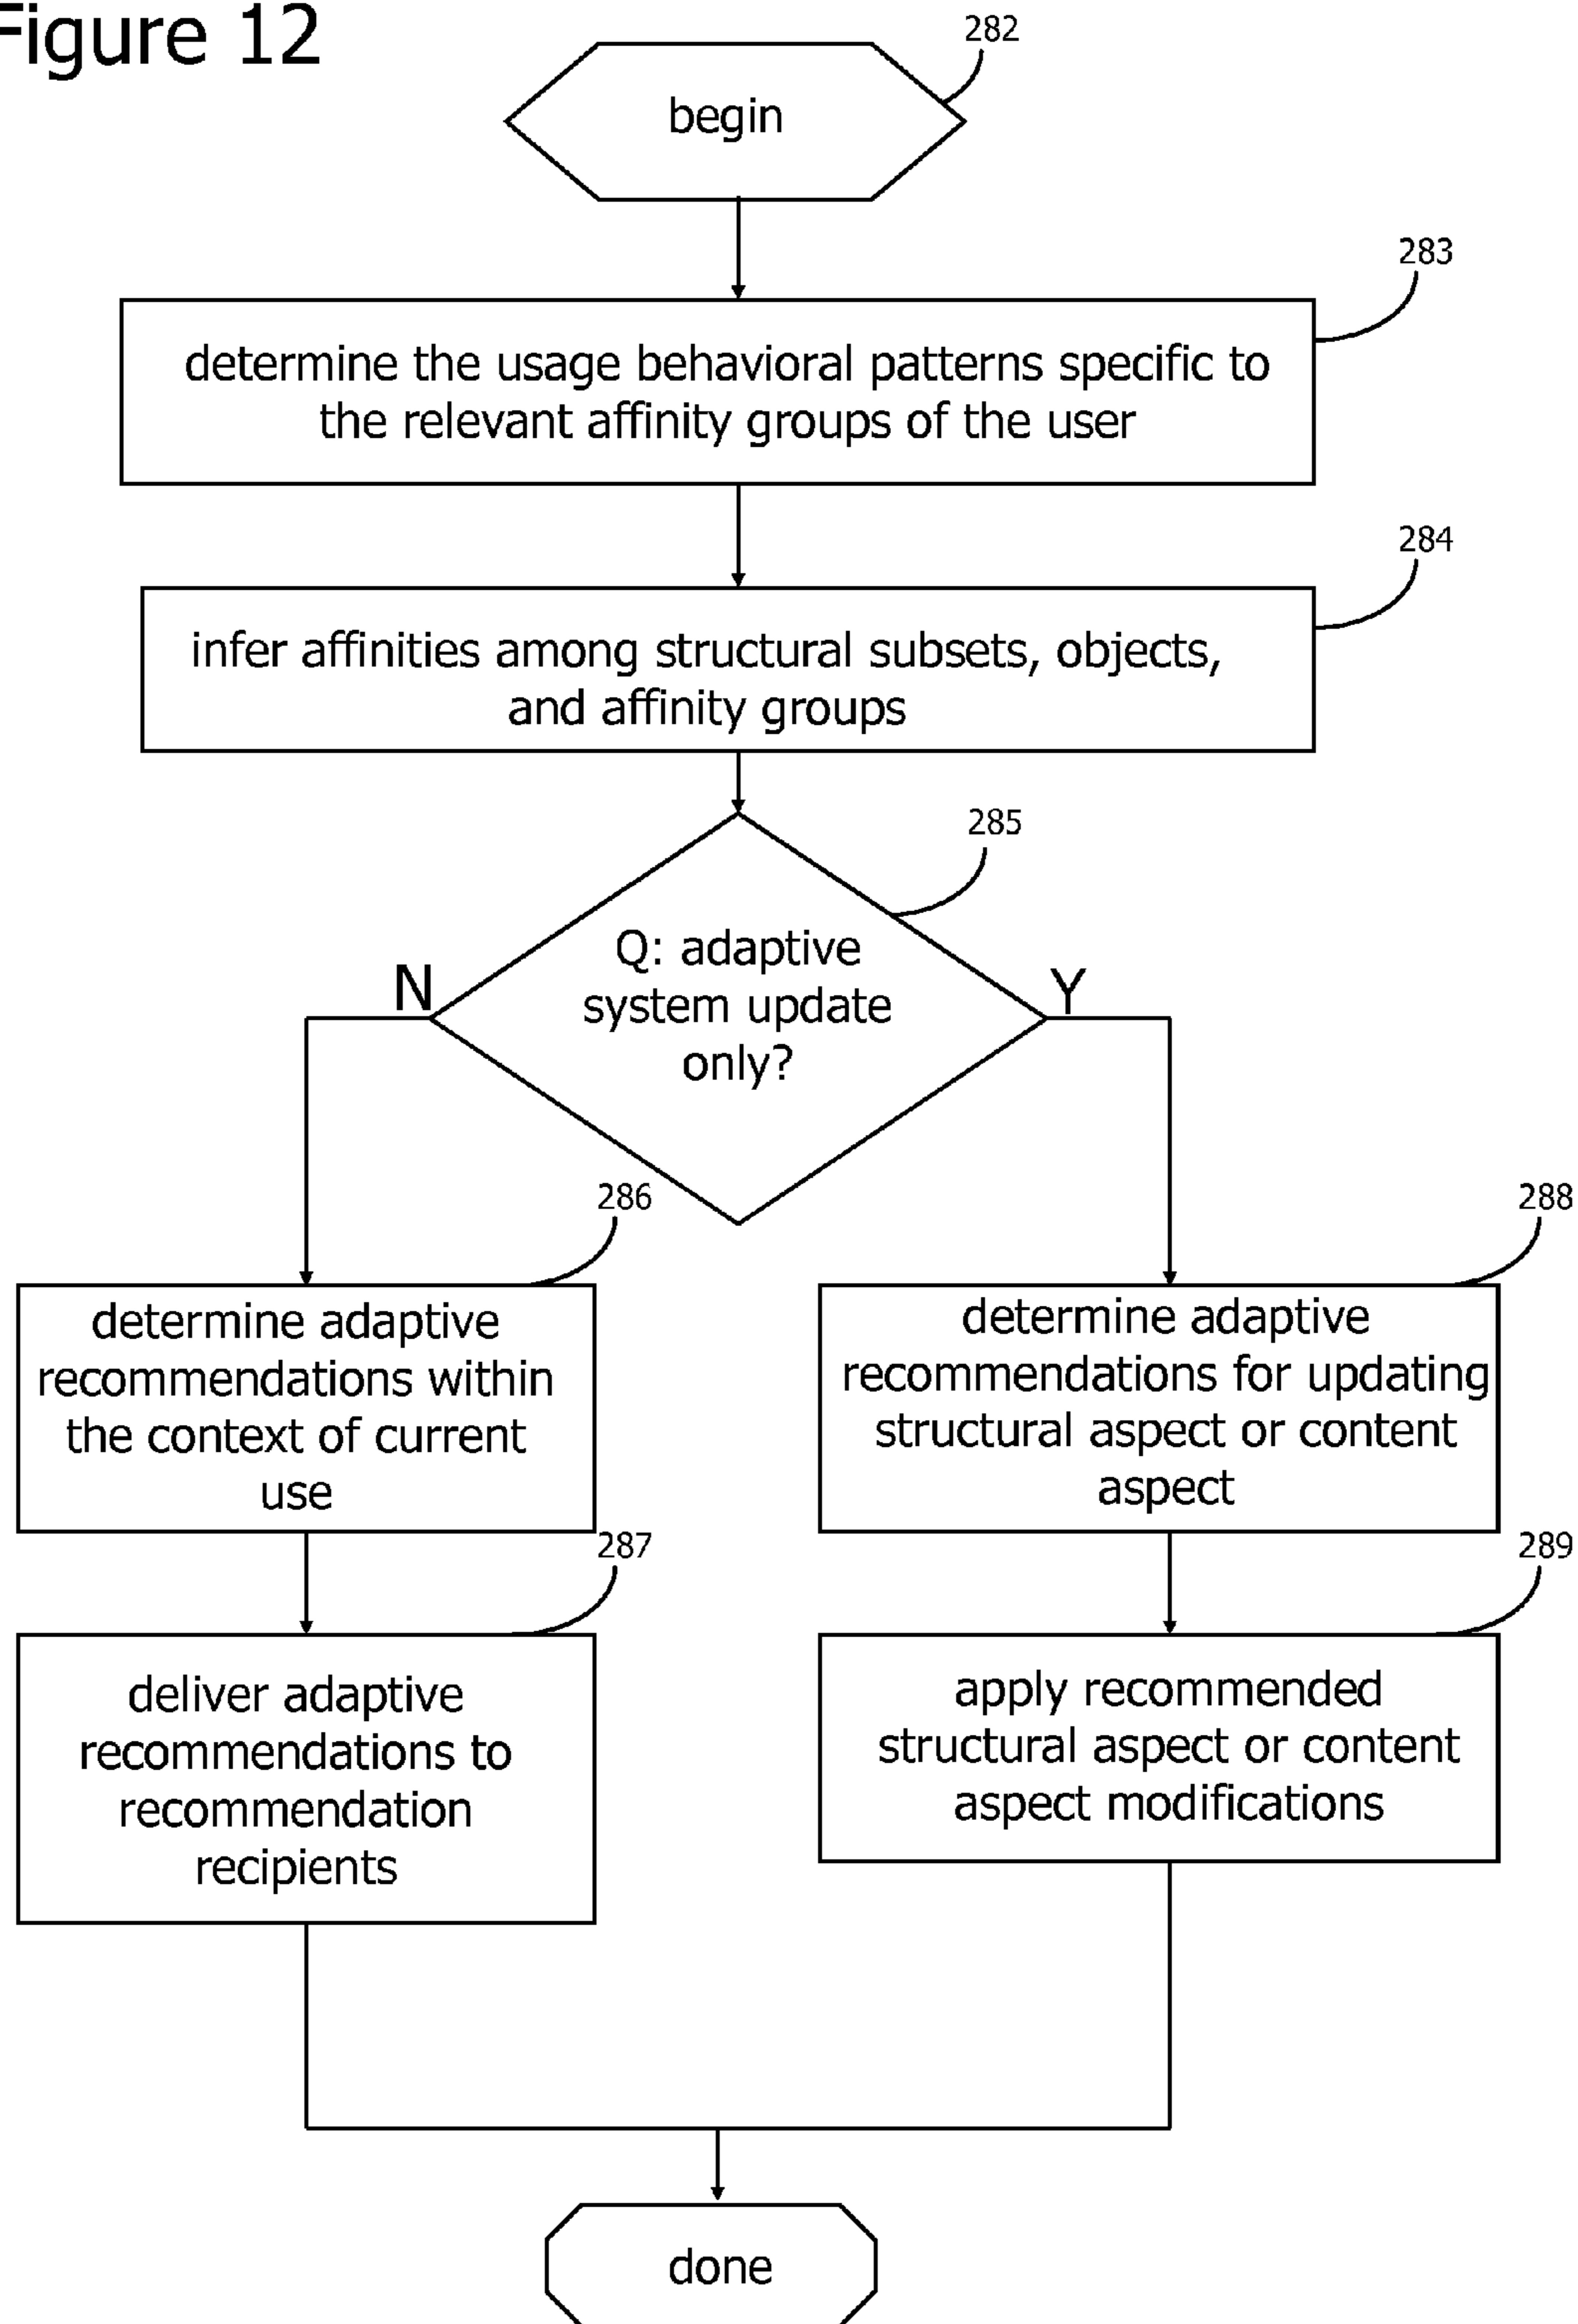 Figure 12
282
begin
283
determine the usage behavioral patterns specific to
the relevant affinity groups of the user
284
infer affinities among structural subsets, objects,
and affinity groups
285
Q: adaptive
system update
only?
N
Y
286
determine adaptive
recommendations within
the context of current
use
288
determine adaptive
recommendations for updating
structural aspect or content
aspect
287
deliver adaptive
recommendations to
recommendation
recipients
289
apply recommended
structural aspect or content
aspect modifications
done